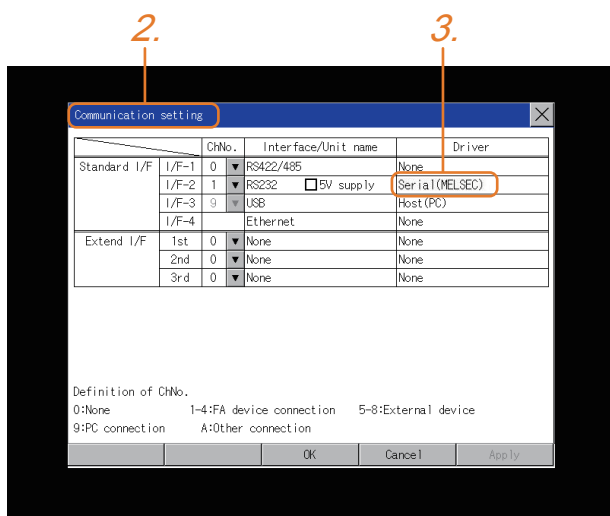 2.
3.
Communication setting
ChNo. Interface/Unit name Driver
Standard I/F I/F-1 0 RS422/485 None
I/F-2 1 RS232 5V supply Serial(MELSEC)
I/F-3 9 USB Host(PC)
I/F-4 Ethernet None
Extend I/F 1st 0 None None
2nd 0 None None
3rd 0 None None
Definition of ChNo.
0:None 1-4:FA device connection 5-8:External device
9:PC connection A:Other connection
OK Cancel Apply